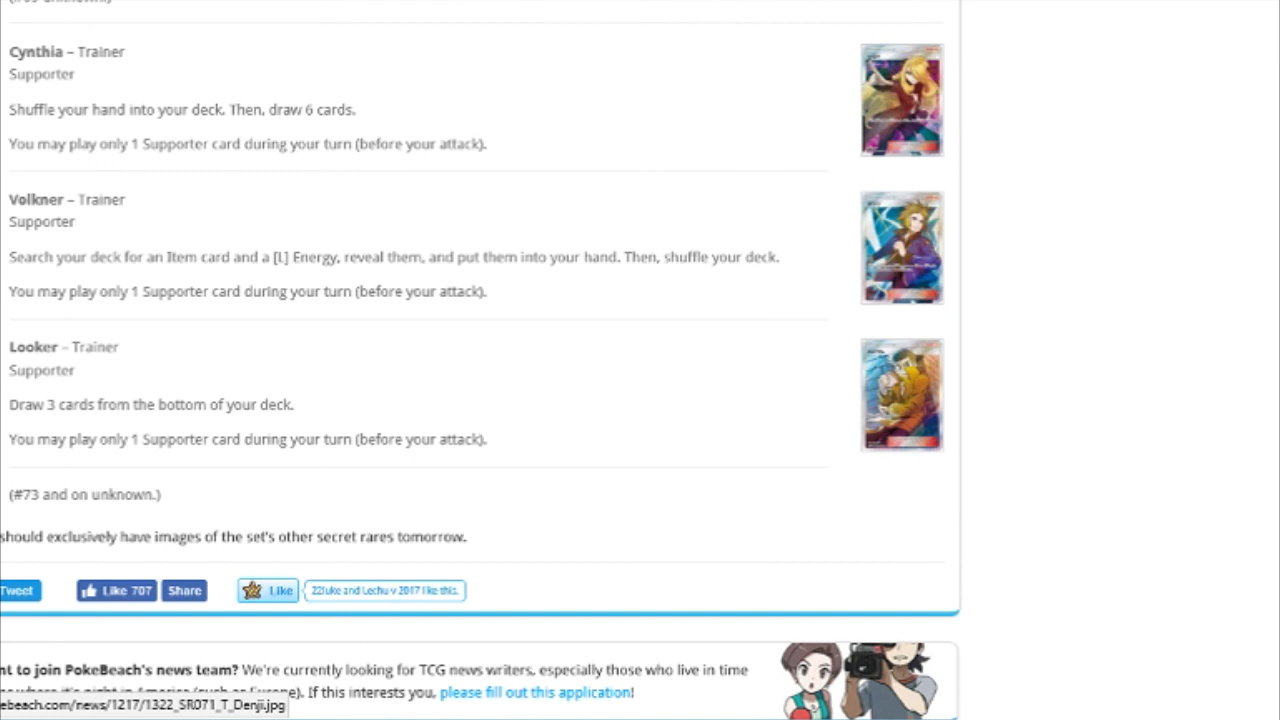 Cynthia – Trainer
Supporter
Shuffle your hand into your deck. Then, draw 6 cards.
You may play only 1 Supporter card during your turn (before your attack).
Volkner – Trainer
Supporter
Search your deck for an Item card and a [L] Energy, reveal them, and put them into your hand. Then, shuffle your deck.
You may play only 1 Supporter card during your turn (before your attack).
Looker – Trainer
Supporter
Draw 3 cards from the bottom of your deck.
You may play only 1 Supporter card during your turn (before your attack).
(#73 and on unknown.)
should exclusively have images of the set's other secret rares tomorrow.
Tweet Like 707 Share Like 22luke and Lechu v 2017 like this.
nt to join PokeBeach's news team? We're currently looking for TCG news writers, especially those who live in time
If this interests you, please fill out this application!
ebeach.com/news/1217/1322_SR071_T_Denji.jpg